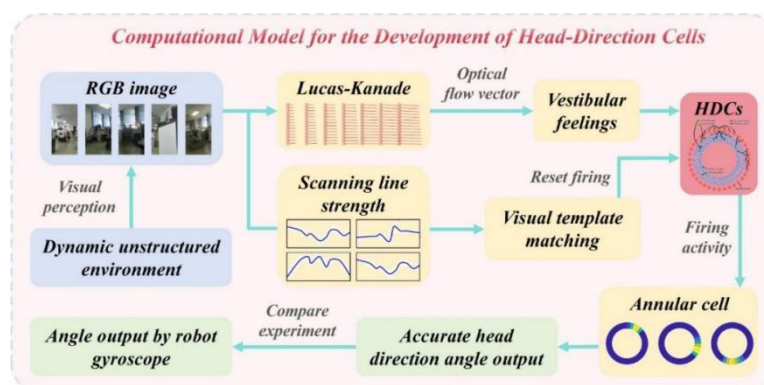 Computational Model for the Development of Head-Direction Cells
RGB image
Lucas-Kanade
Optical
flow vector
Vestibular
feelings
HDCs
Visual
perception
Scanning line
strength
Reset firing
Visual template
matching
Firing
activity
Dynamic unstructured
environment
Annular cell
Compare
experiment
Angle output by robot
gyroscope
Accurate head
direction angle output